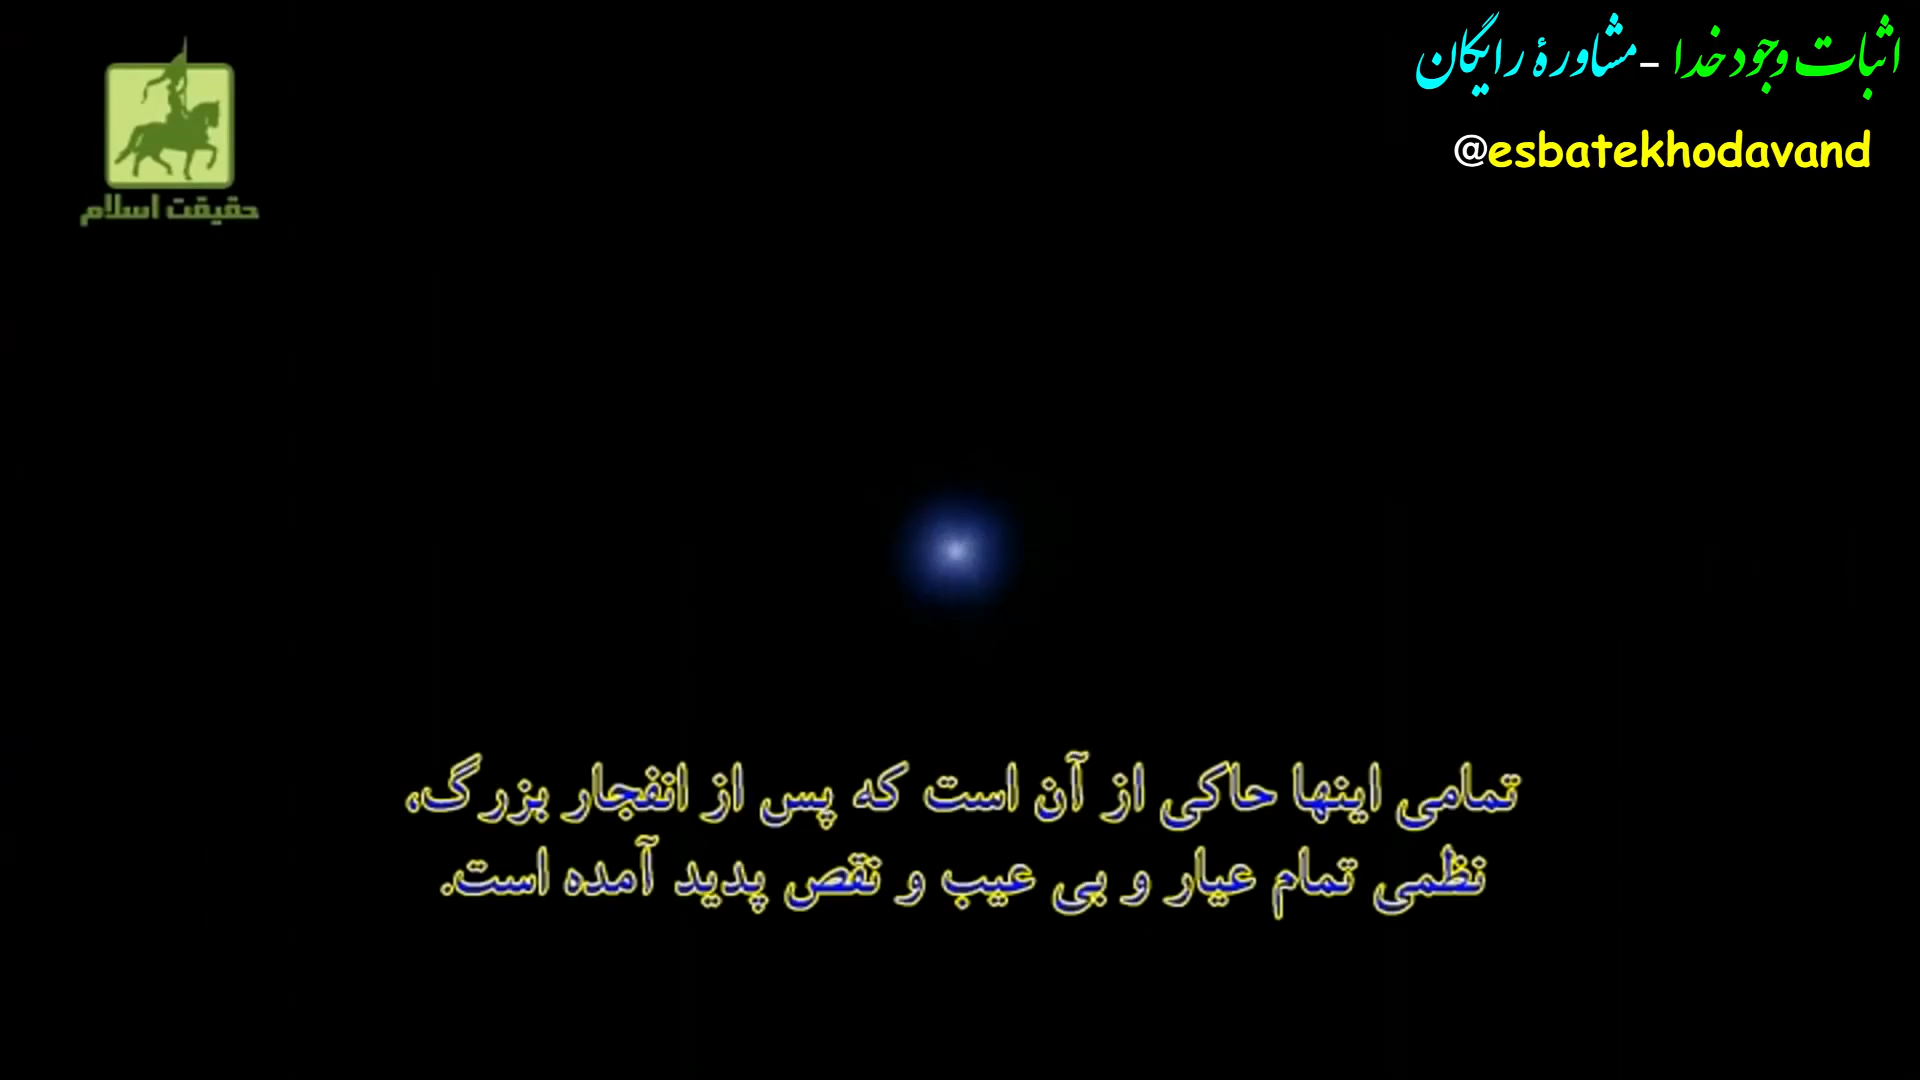 اثبات وجود خدا - مشاورهٔ رایگان
@esbatekhodavand
حقیقت اسلام
تمامی اینها حاکی از آن است که پس از انفجار بزرگ،
نظمی تمام عیار و بی عیب و نقص پدید آمده است.